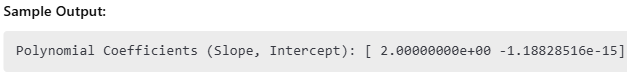 Sample Output:
Polynomial Coefficients (Slope, Intercept): [ 2.00000000e+00 -1.18828516e-15]